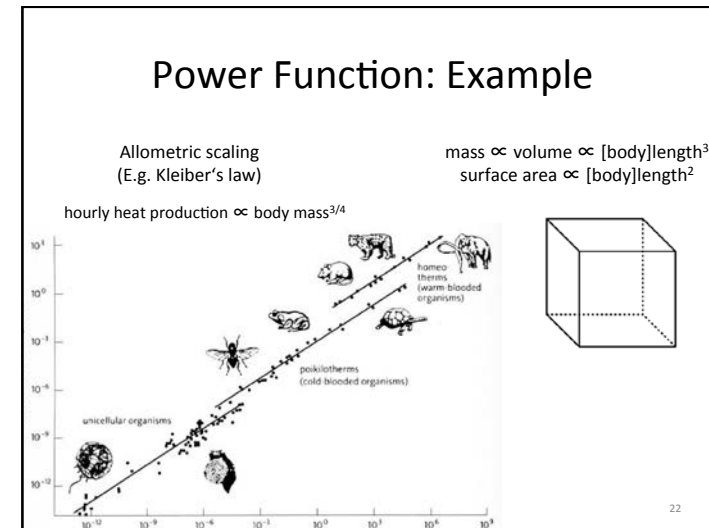 Power Function: Example
Allometric scaling
(E.g. Kleiber‘s law)
hourly heat production ∝ body mass³/⁴
mass ∝ volume ∝ [body]length³
surface area ∝ [body]length²
10³
10⁰
10⁻³
10⁻⁶
10⁻⁹
10⁻¹²
homeo
therms
(warm-blooded
organisms)
poikilotherms
(cold blooded organisms)
unicellular organisms
10⁻¹² 10⁻⁹ 10⁻⁶ 10⁻³ 10⁰ 10³ 10⁶ 10⁹
22